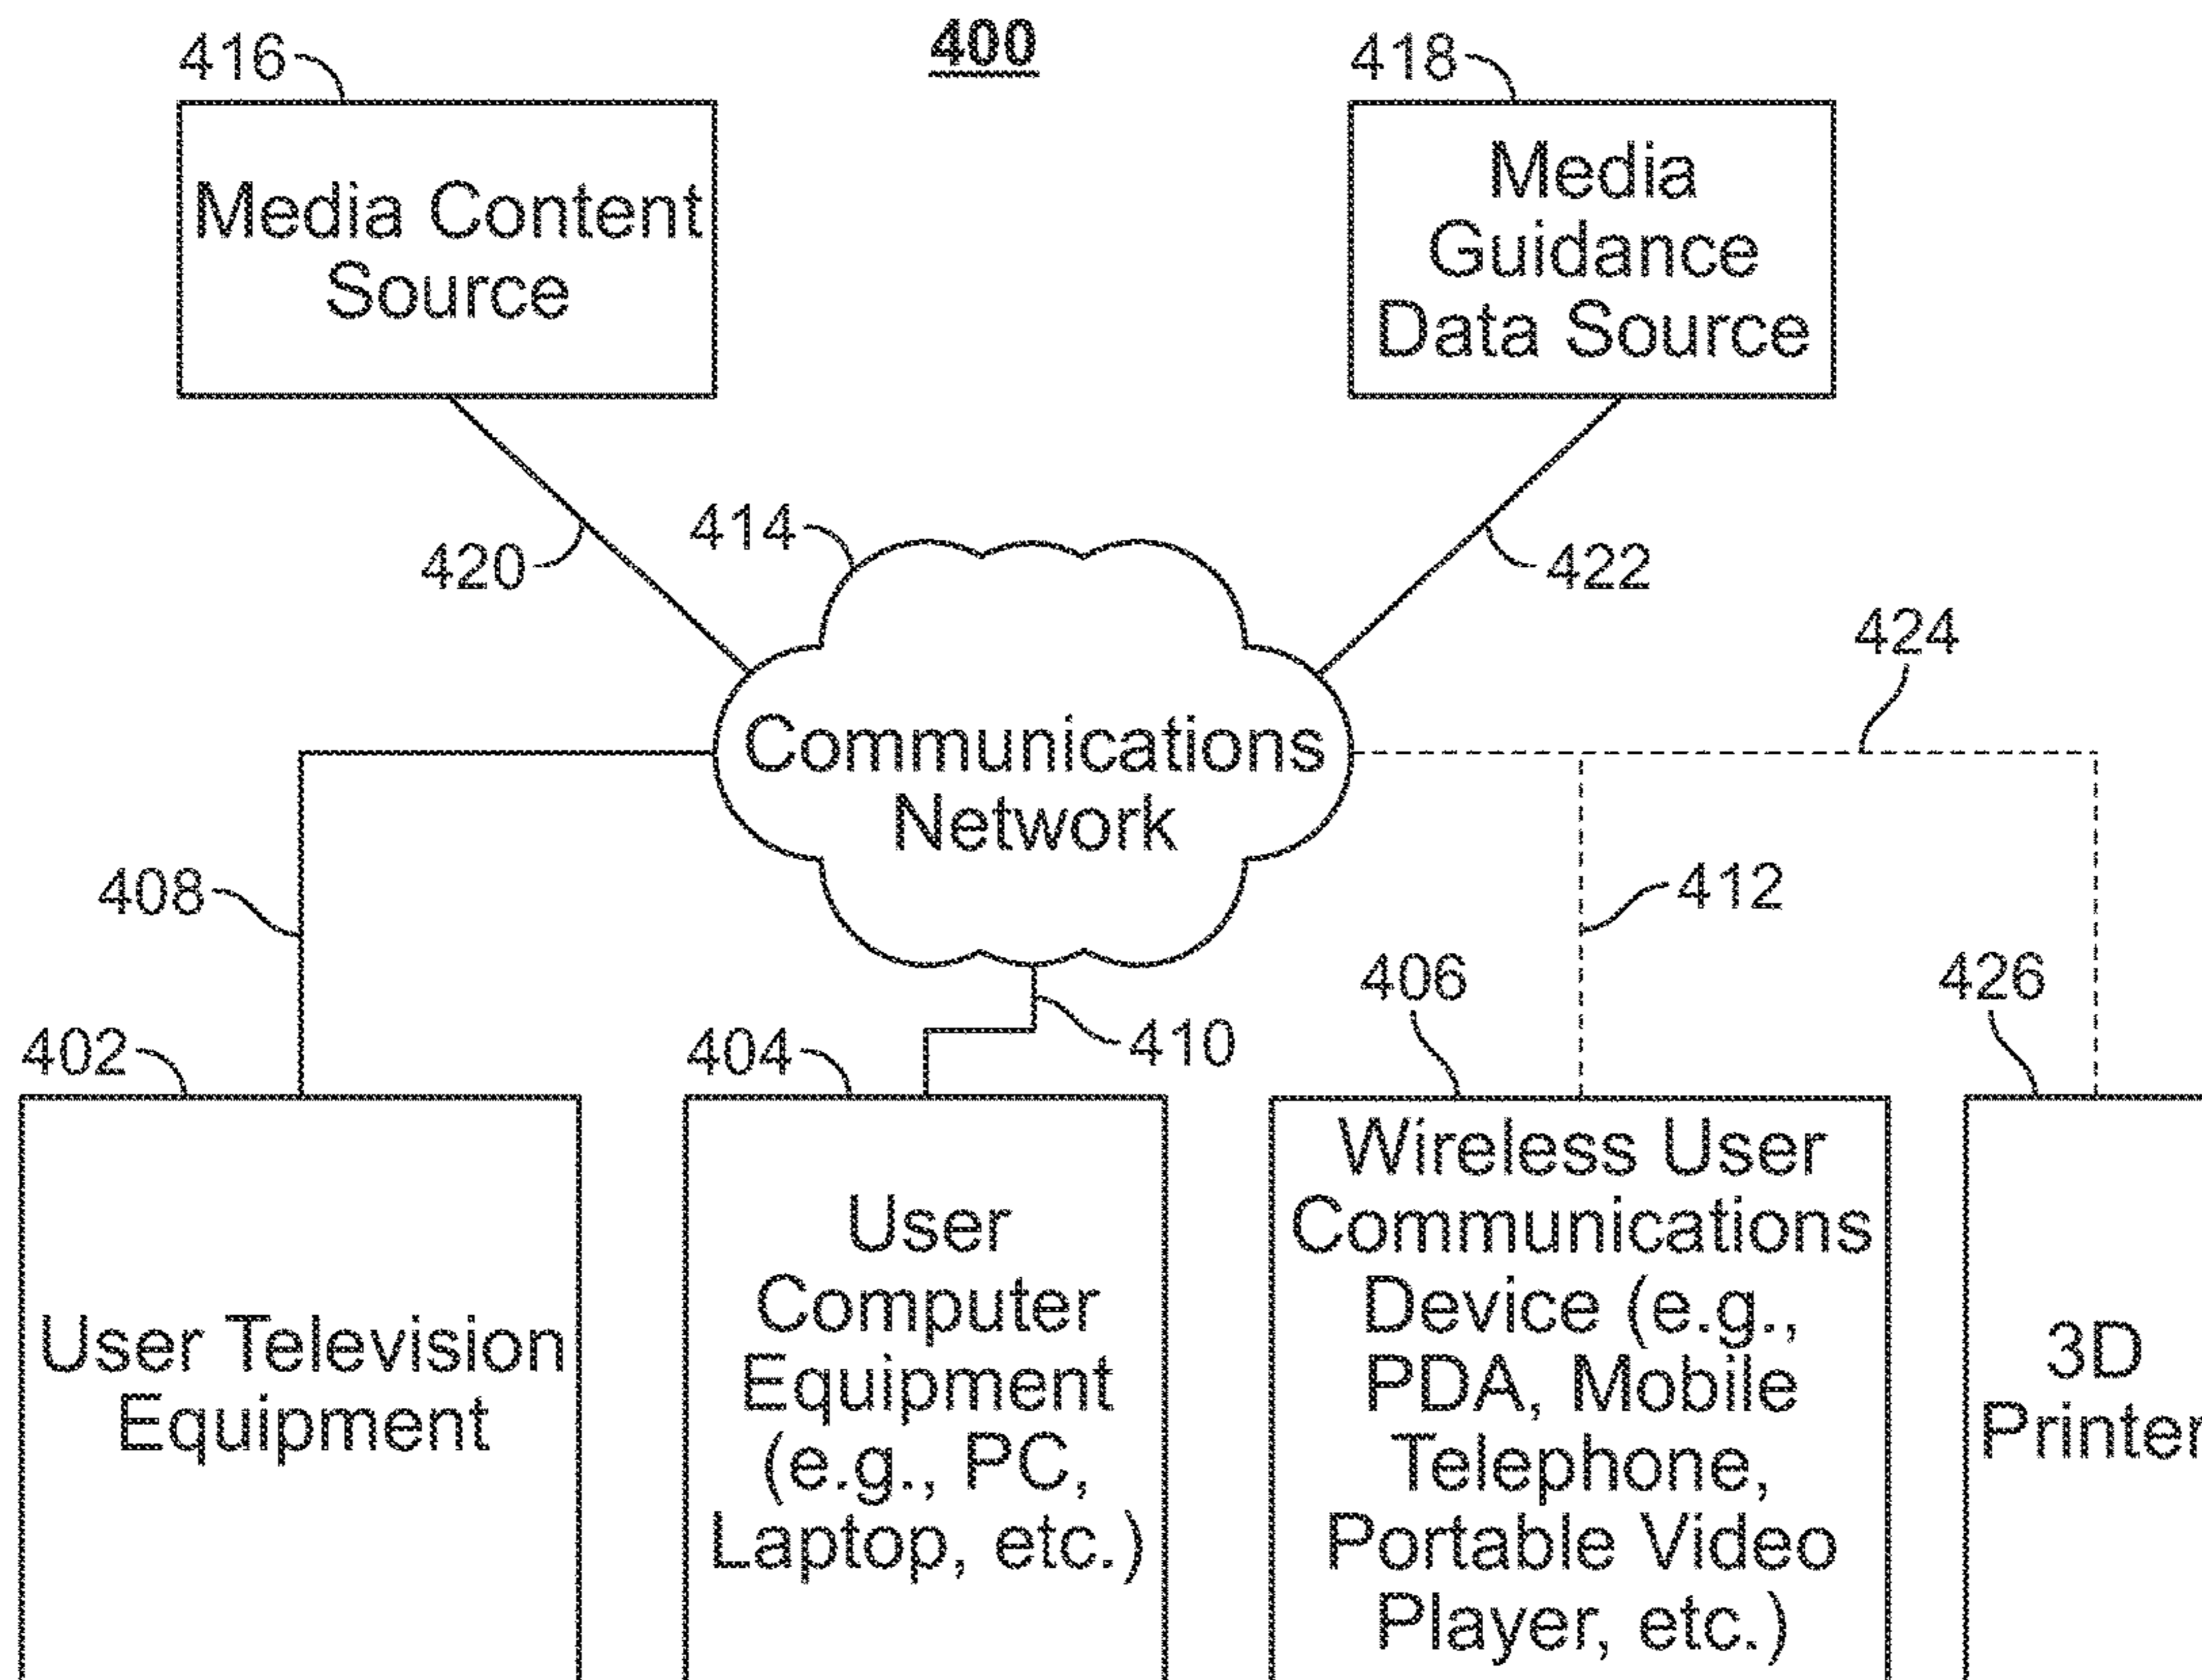 400
416
418
Media Content
Source
Media
Guidance
Data Source
414
420
422
424
Communications
Network
408
412
406
426
402
404
410
User Television
Equipment
User
Computer
Equipment
(e.g., PC,
Laptop, etc.)
Wireless User
Communications
Device (e.g.,
PDA, Mobile
Telephone,
Portable Video
Player, etc.)
3D
Printer